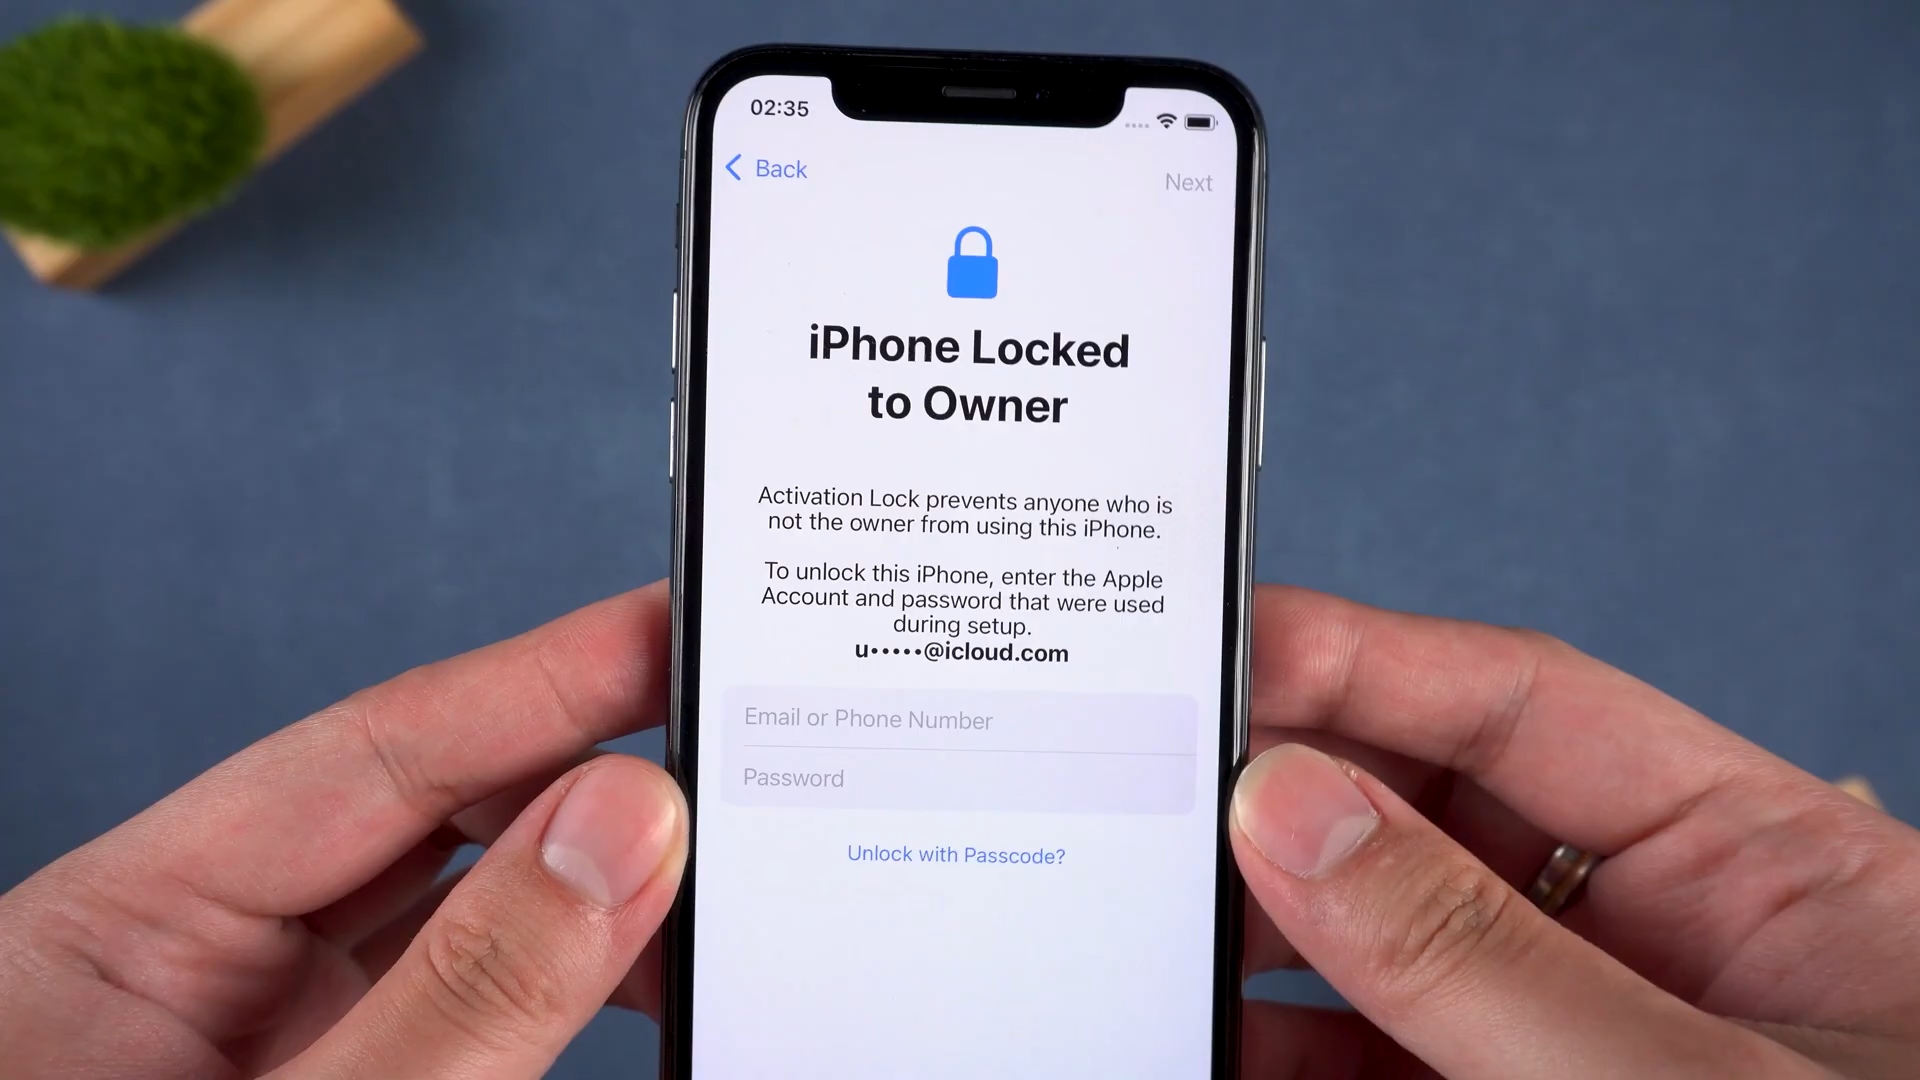 02:35
Back
Next
iPhone Locked
to Owner
Activation Lock prevents anyone who is
not the owner from using this iPhone.
To unlock this iPhone, enter the Apple
Account and password that were used
during setup.
u•••••@icloud.com
Email or Phone Number
Password
Unlock with Passcode?